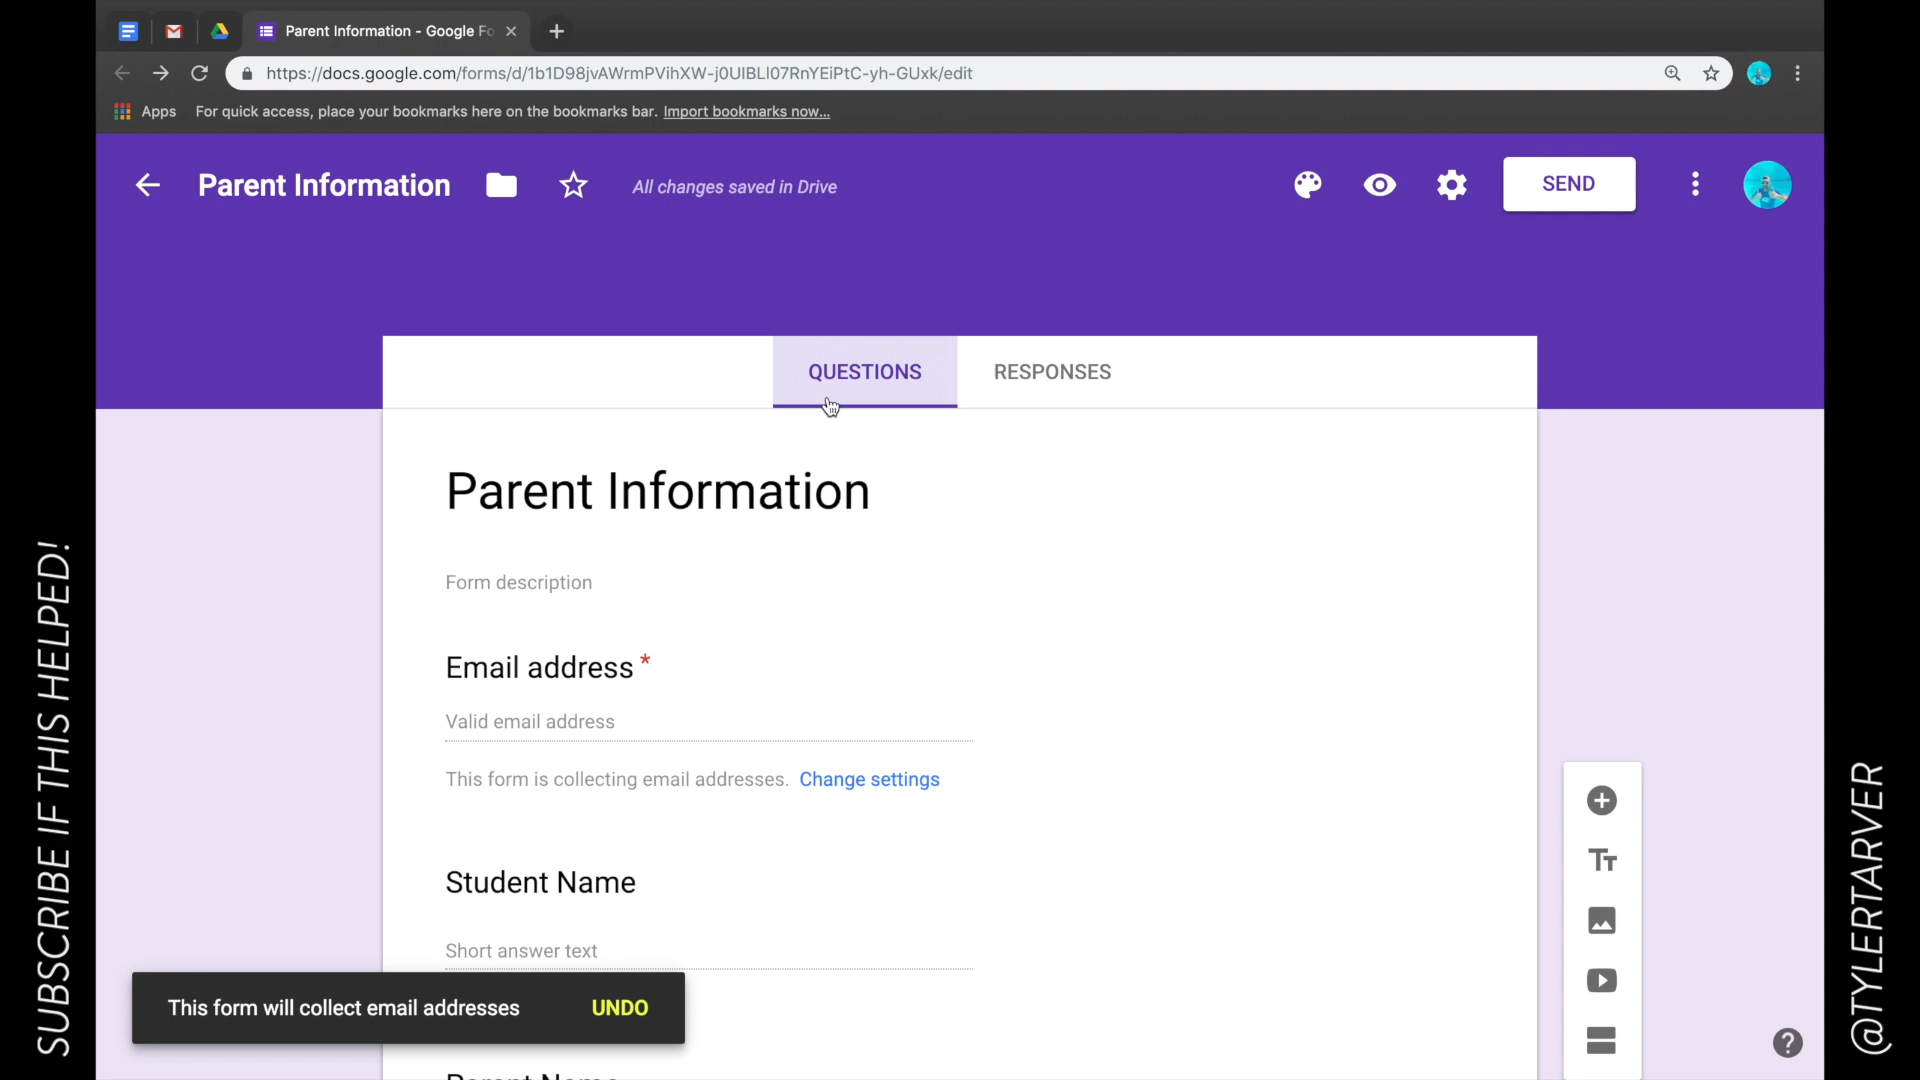 Parent Information - Google Fo
https://docs.google.com/forms/d/1b1D98jvAWrmPVihXW-j0UIBLI07RnYEiPtC-yh-GUxk/edit
Apps For quick access, place your bookmarks here on the bookmarks bar. Import bookmarks now...
Parent Information All changes saved in Drive SEND
QUESTIONS RESPONSES
Parent Information
Form description
Email address *
Valid email address
This form is collecting email addresses. Change settings
Student Name
Short answer text
This form will collect email addresses UNDO
Parent Name
SUBSCRIBE IF THIS HELPED!
@TYLERTARVER